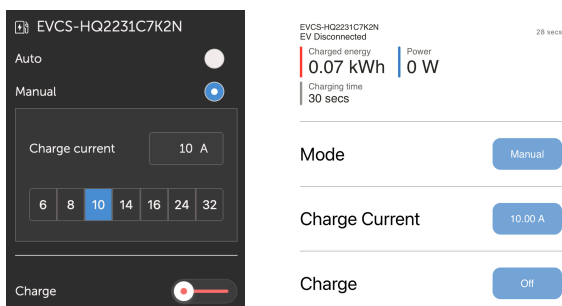 EVCS-HQ2231C7K2N
Auto
Manual
Charge current
10 A
6 8 10 14 16 24 32
Charge
EVCS-HQ2231C7K2N
EV Disconnected
28 secs
Charged energy
0.07 kWh
Power
0 W
Charging time
30 secs
Mode
Manual
Charge Current
10.00 A
Charge
Off